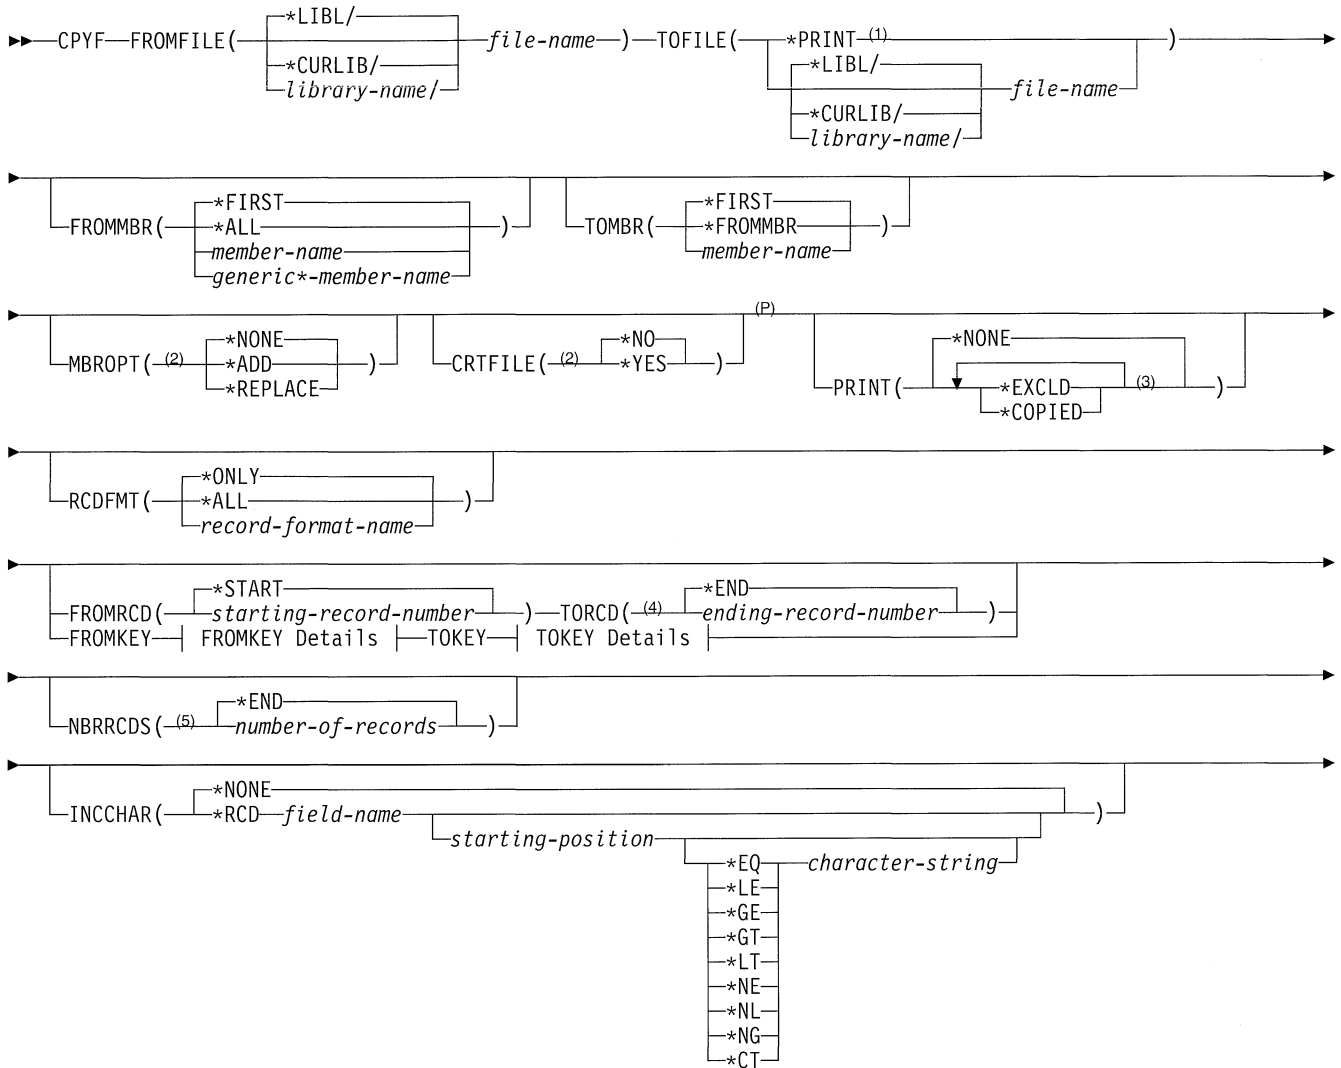 *LIBL/
CPYF FROMFILE( file-name ) TOFILE( *PRINT (1) )
*CURLIB/ *LIBL/
library-name/ file-name
*CURLIB/
library-name/
*FIRST *FIRST
FROMMBR( *ALL ) TOMBR( *FROMMBR )
member-name member-name
generic*-member-name
(P)
*NONE *NO *NONE
MBROPT( (2) *ADD ) CRTFILE( (2) *YES )
*REPLACE PRINT( *EXCLD (3) )
*COPIED
*ONLY
RCDFMT( *ALL )
record-format-name
*START *END
FROMRCD( starting-record-number ) TORCD( (4) ending-record-number )
FROMKEY FROMKEY Details TOKEY TOKEY Details
*END
NBRRCDS( (5) number-of-records )
*NONE
INCCHAR( *RCD field-name )
starting-position
*EQ character-string
*LE
*GE
*GT
*LT
*NE
*NL
*NG
*CT